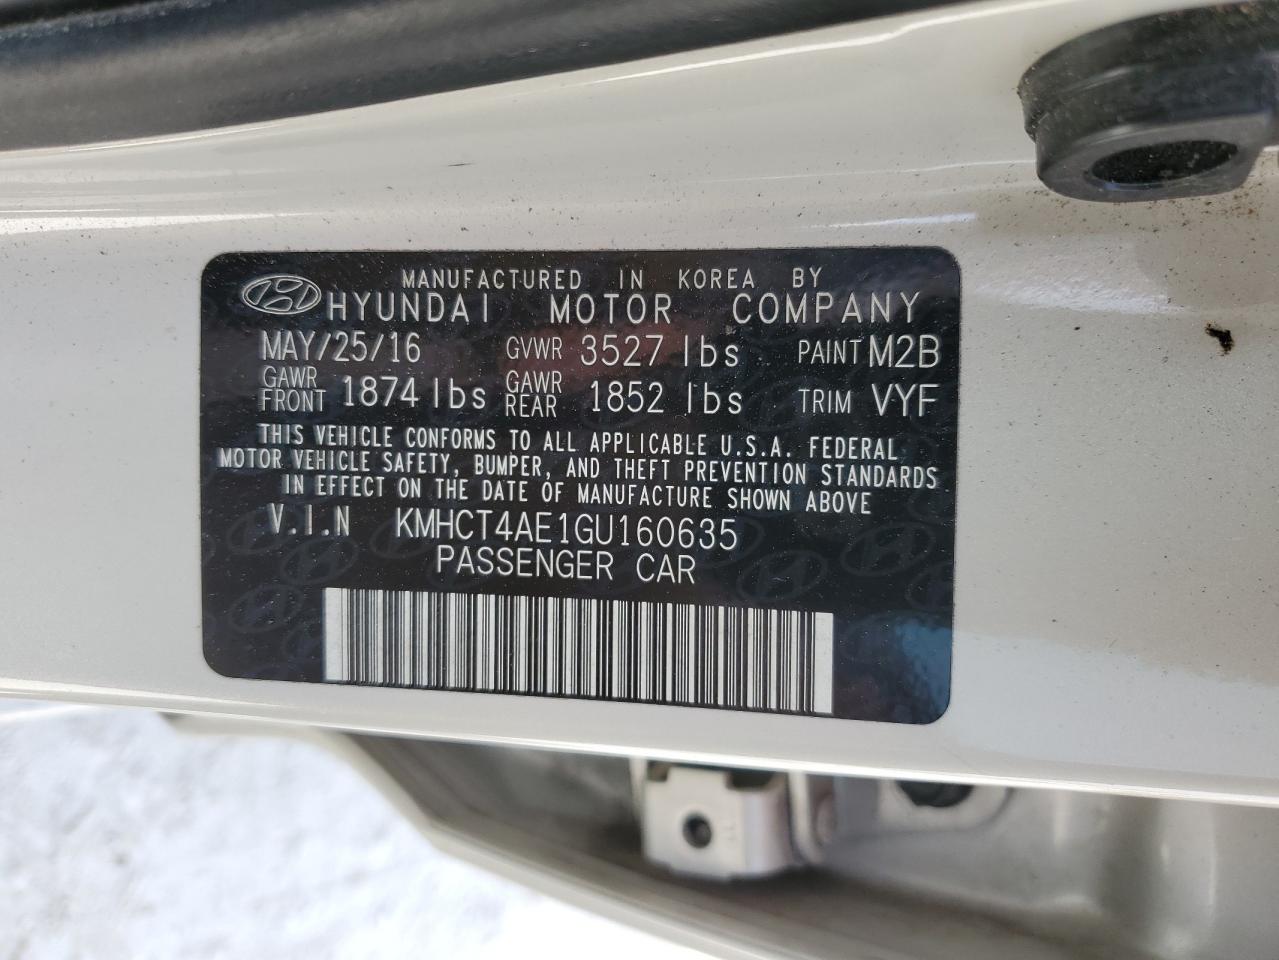 MANUFACTURED IN KOREA BY
HYUNDAI MOTOR COMPANY
MAY/25/16 GVWR 3527 lbs PAINT M2B
GAWR FRONT 1874 lbs GAWR REAR 1852 lbs TRIM VYF
THIS VEHICLE CONFORMS TO ALL APPLICABLE U.S.A. FEDERAL
MOTOR VEHICLE SAFETY, BUMPER, AND THEFT PREVENTION STANDARDS
IN EFFECT ON THE DATE OF MANUFACTURE SHOWN ABOVE
V.I.N KMHCT4AE1GU160635
PASSENGER CAR